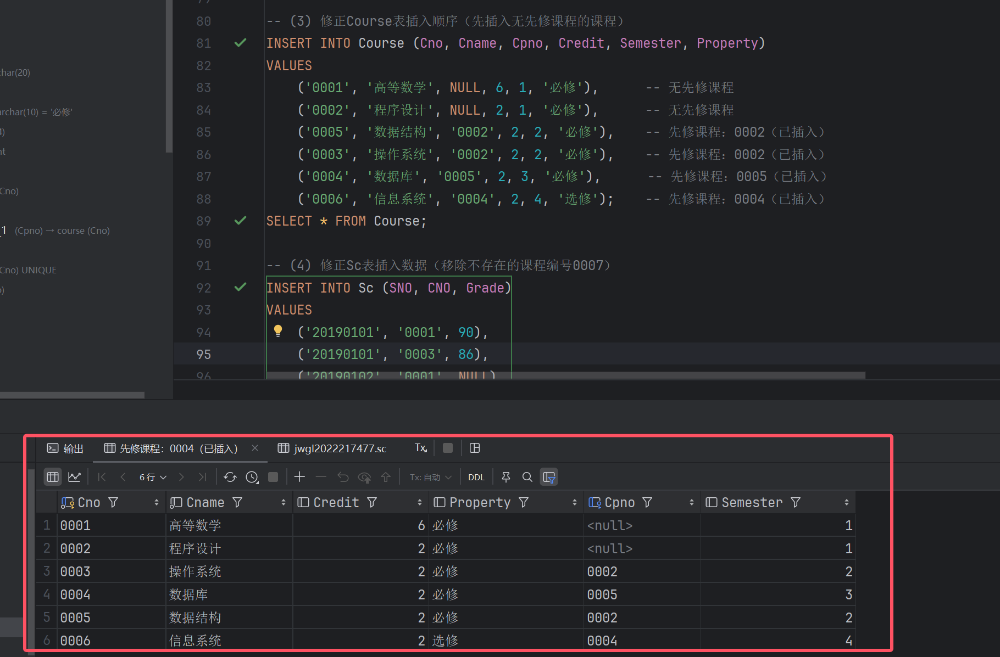 80 -- (3) 修正Course表插入顺序（先插入无先修课程的课程）
81 INSERT INTO Course (Cno, Cname, Cpno, Credit, Semester, Property)
82 VALUES
83 ('0001', '高等数学', NULL, 6, 1, '必修'), -- 无先修课程
84 ('0002', '程序设计', NULL, 2, 1, '必修'), -- 无先修课程
85 ('0005', '数据结构', '0002', 2, 2, '必修'), -- 先修课程：0002（已插入）
86 ('0003', '操作系统', '0002', 2, 2, '必修'), -- 先修课程：0002（已插入）
87 ('0004', '数据库', '0005', 2, 3, '必修'), -- 先修课程：0005（已插入）
88 ('0006', '信息系统', '0004', 2, 4, '选修'); -- 先修课程：0004（已插入）
89 SELECT * FROM Course;
90
91 -- (4) 修正Sc表插入数据（移除不存在的课程编号0007）
92 INSERT INTO Sc (SNO, CNO, Grade)
93 VALUES
94 ('20190101', '0001', 90),
95 ('20190101', '0003', 86),
96 ('20190102', '0001', NULL)
char(20)
archar(10) = '必修'
4)
nt
Cno)
_1 (Cpno) → course (Cno)
Cno) UNIQUE
o)
输出 先修课程：0004（已插入） × jwgl2022217477.sc Tx
6 行 Tx: 自动 DDL
Cno Cname Credit Property Cpno Semester
1 0001 高等数学 6 必修 <null> 1
2 0002 程序设计 2 必修 <null> 1
3 0003 操作系统 2 必修 0002 2
4 0004 数据库 2 必修 0005 3
5 0005 数据结构 2 必修 0002 2
6 0006 信息系统 2 选修 0004 4